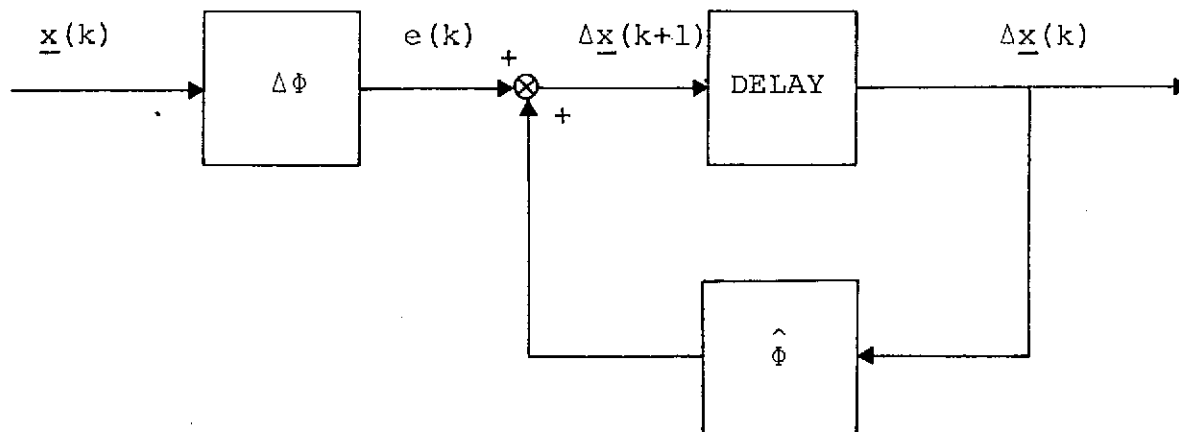 x(k)
e(k)
Δx(k+1)
Δx(k)
+
ΔΦ
DELAY
+
Φ̂